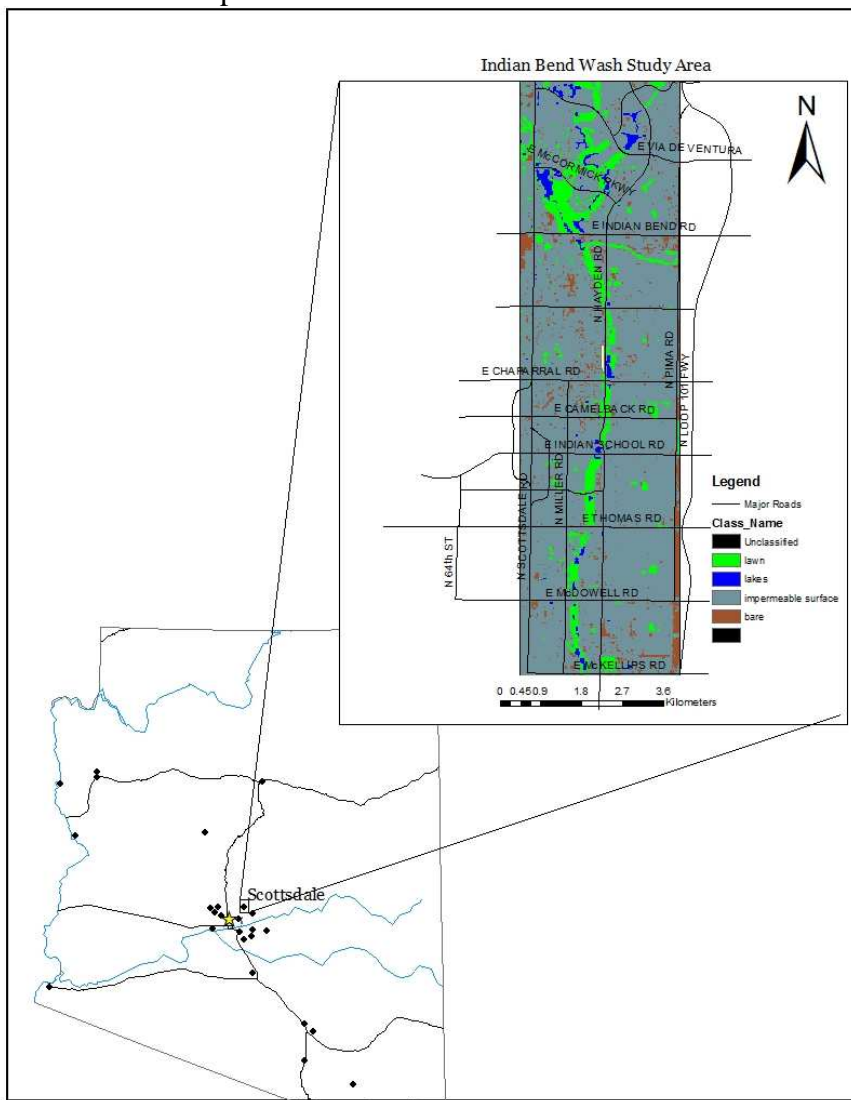 Indian Bend Wash Study Area
N
E VIA DE VENTURA
E McCORMICK PKWY
E INDIAN BEND RD
N HAYDEN RD
N PIMA RD
N LOOP 101 FWY
E CHAPARRAL RD
E CAMELBACK RD
E INDIAN SCHOOL RD
N SCOTTSDALE RD
N MILLER RD
E THOMAS RD
N 64th ST
E McDOWELL RD
E McKELLIPS RD
Legend
Major Roads
Class_Name
Unclassified
lawn
lakes
impermeable surface
bare
0 0.450.9 1.8 2.7 3.6
Kilometers
Scottsdale